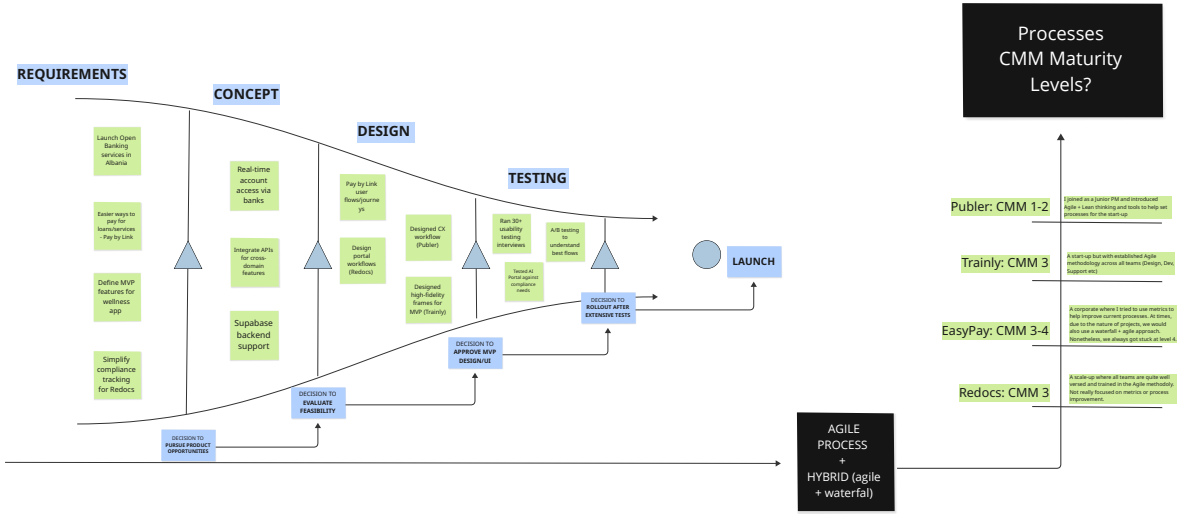 REQUIREMENTS
Launch Open
Banking
services in
Albania
Easier ways to
pay for
loans/services
- Pay by Link
Define MVP
features for
wellness
app
Simplify
compliance
tracking
for Redocs
CONCEPT
Real-time
account
access via
banks
Integrate APIs
for cross-
domain
features
Supabase
backend
support
DESIGN
Pay by Link
user
flows/journe
ys
Design
portal
workflows
(Redocs)
Designed CX
workflow
(Publer)
Designed
high-fidelity
frames for
MVP (Trainly)
TESTING
Ran 30+
usability
testing
interviews
A/B testing
to
understand
best flows
Tested AI
Portal against
compliance
needs
LAUNCH
DECISION TO
PURSUE PRODUCT
OPPORTUNITIES
DECISION TO
EVALUATE
FEASIBILITY
DECISION TO
APPROVE MVP
DESIGN/UI
DECISION TO
ROLLOUT AFTER
EXTENSIVE TESTS
AGILE
PROCESS
+
HYBRID (agile
+ waterfal)
Processes
CMM Maturity
Levels?
Publer: CMM 1-2
I joined as a Junior PM and introduced
Agile + Lean thinking and tools to help set
processes for the start-up
Trainly: CMM 3
A start-up but with established Agile
methodology across all teams (Design, Dev,
Support etc)
EasyPay: CMM 3-4
A corporate where I tried to use metrics to
help improve current processes. At times,
due to the nature of projects, we would
also use a waterfall + agile approach.
Nonetheless, we always got stuck at level 4.
Redocs: CMM 3
A scale-up where all teams are quite well
versed and trained in the Agile methodoly.
Not really focused on metrics or process
improvement.